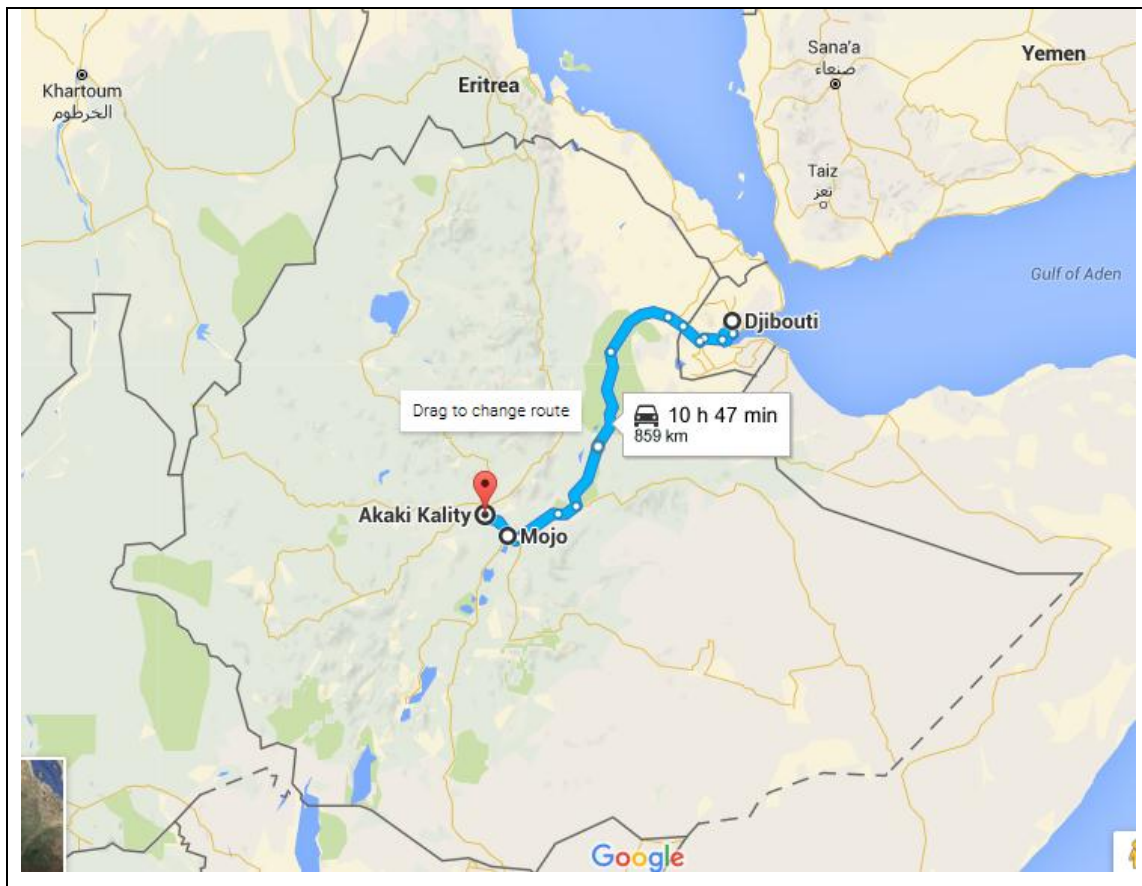 Sana'a
صنعاء
Yemen
Khartoum
الخرطوم
Eritrea
Taiz
تعز
Gulf of Aden
Djibouti
Drag to change route
10 h 47 min
859 km
Akaki Kality
Mojo
Google